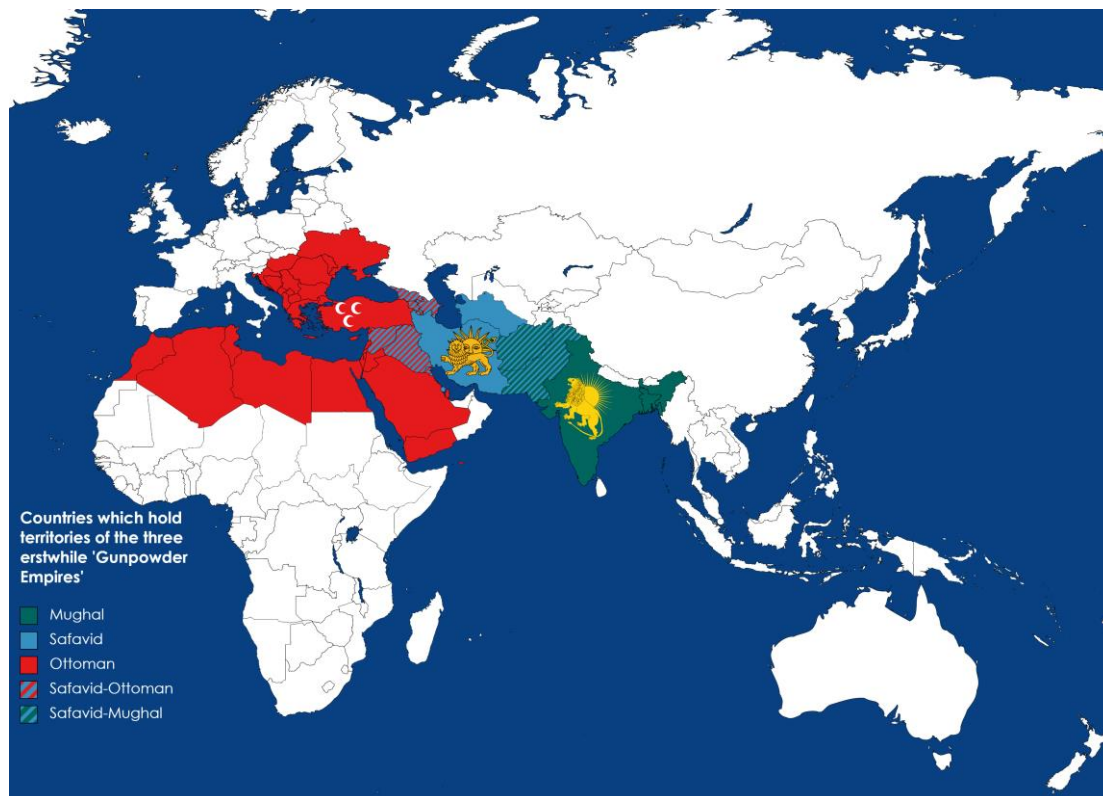 Countries which hold
territories of the three
erstwhile 'Gunpowder
Empires'
Mughal
Safavid
Ottoman
Safavid-Ottoman
Safavid-Mughal